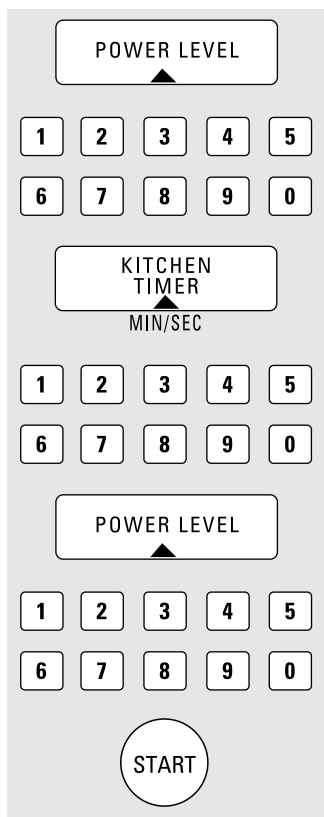 POWER LEVEL
1 2 3 4 5
6 7 8 9 0
KITCHEN
TIMER
MIN/SEC
1 2 3 4 5
6 7 8 9 0
POWER LEVEL
1 2 3 4 5
6 7 8 9 0
START